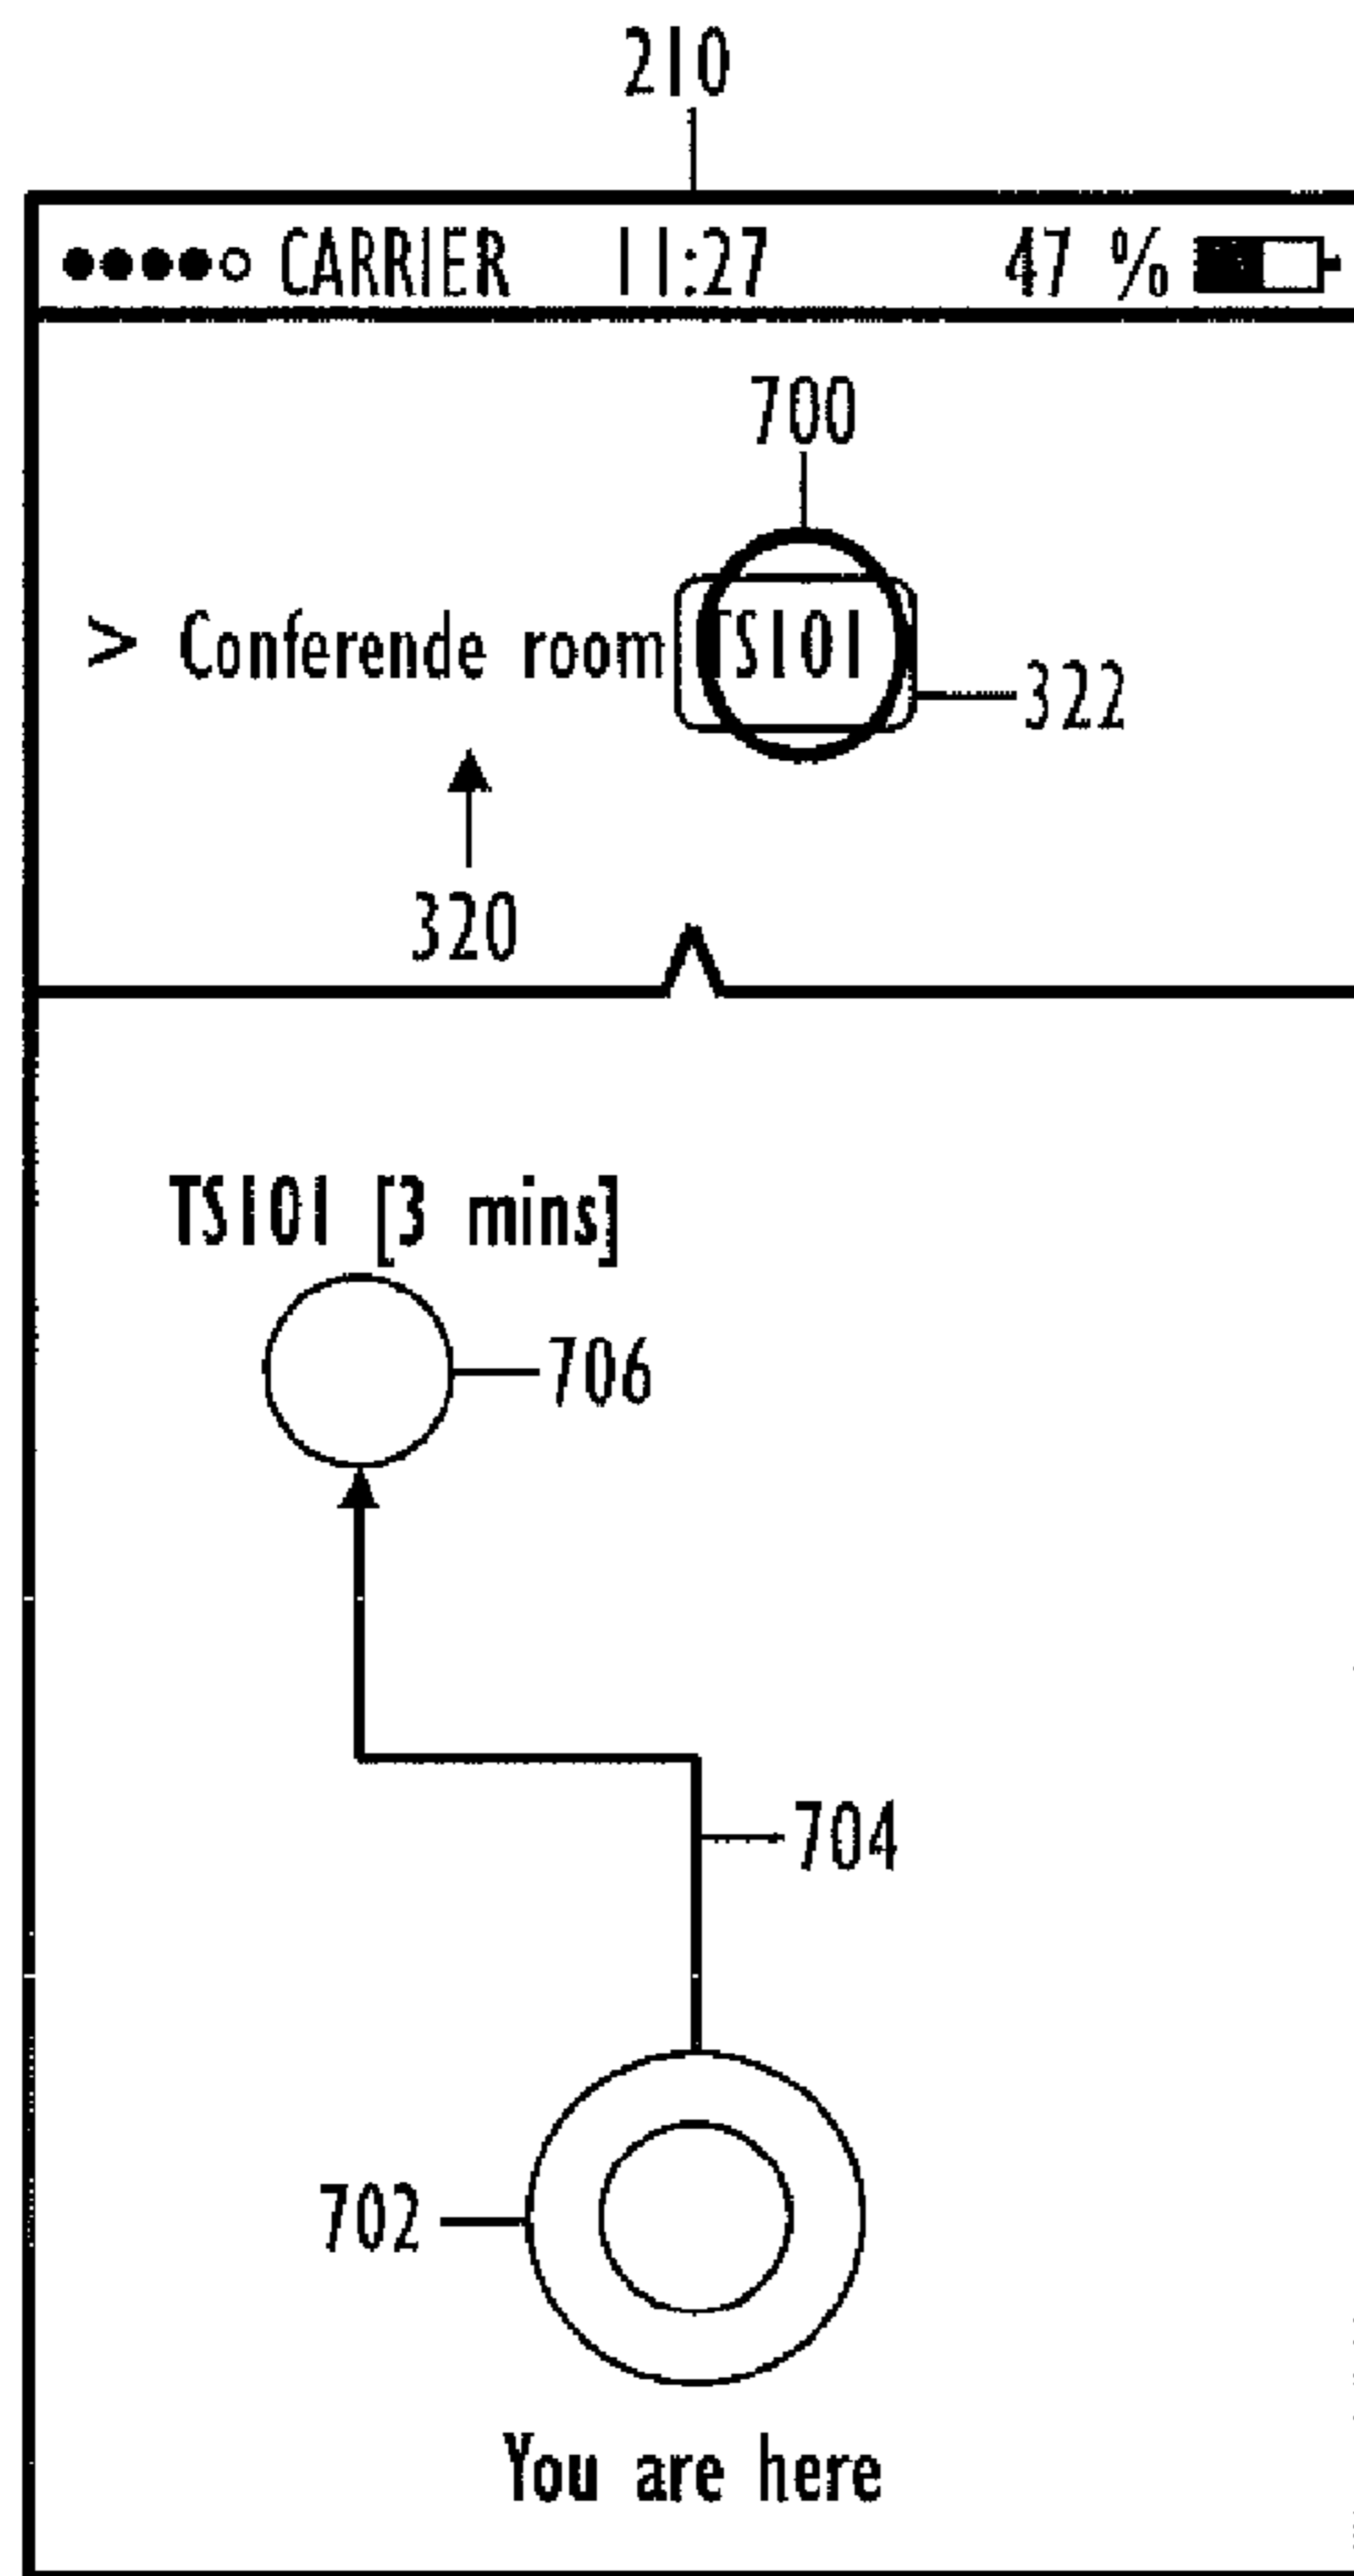 210
CARRIER 11:27 47 %
700
> Conferende room TS101
322
320
TS101 [3 mins]
706
704
702
You are here